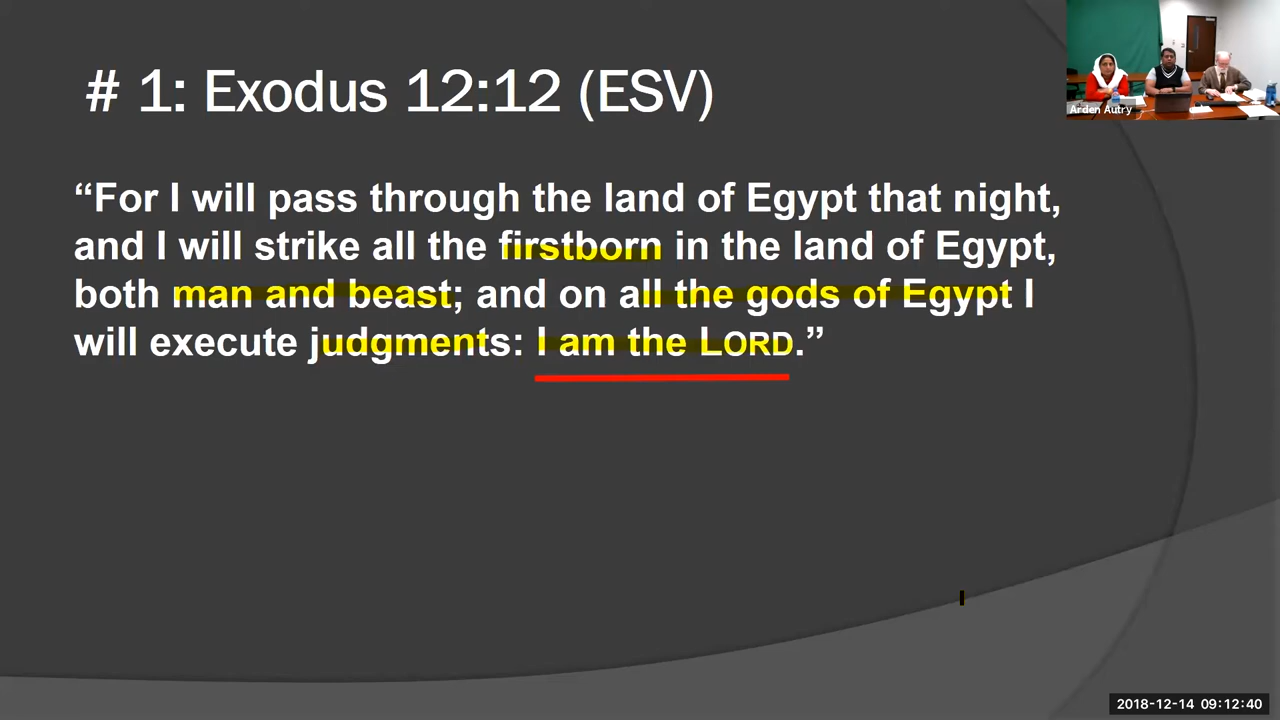 # 1: Exodus 12:12 (ESV)
Arden Autry
“For I will pass through the land of Egypt that night,
and I will strike all the firstborn in the land of Egypt,
both man and beast; and on all the gods of Egypt I
will execute judgments: I am the LORD.”
2018-12-14 09:12:40